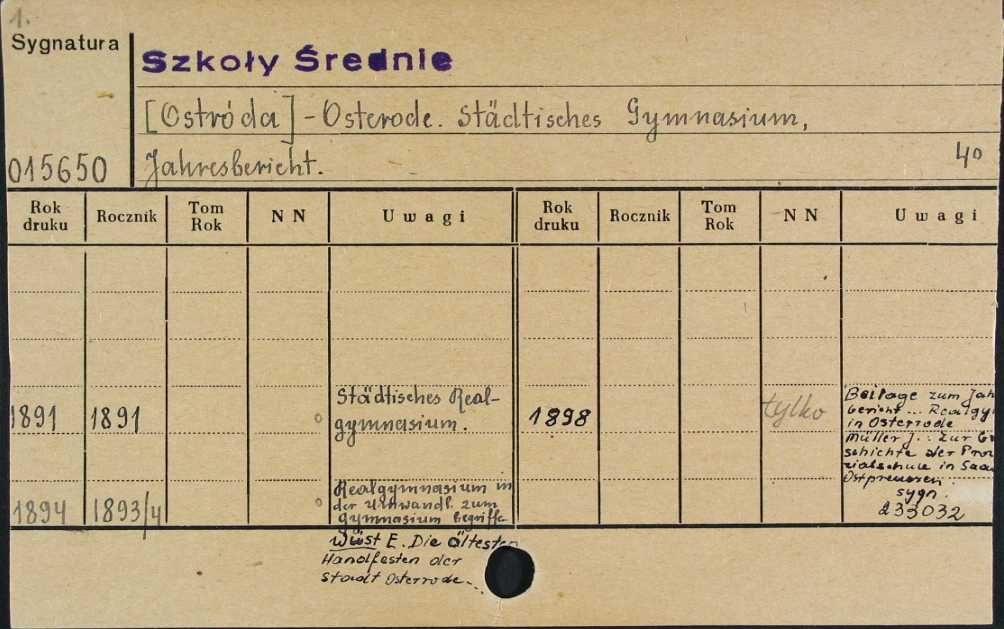 1.
Sygnatura
Szkoły Średnie
[Ostróda] - Osterode. Städtisches Gymnasium,
Jahresbericht.
40
015650
Rok druku
Rocznik
Tom Rok
N N
Uwagi
Rok druku
Rocznik
Tom Rok
N N
Uwagi
1891
1891
Städtisches Real-
gymnasium.
1894
1893/4
Realgymnasium in
der Umwandl. zum
gymnasium begriffe
Wüst E. Die ältesten
Handfesten der
Stadt Osterrode.
1898
tylko
Beilage zum Jah
bericht... Realgy
in Osterrode
Müller J.: Zur G
schichte der Prov
zialschule in Saa
Ostpreussen.
sygn.
233032